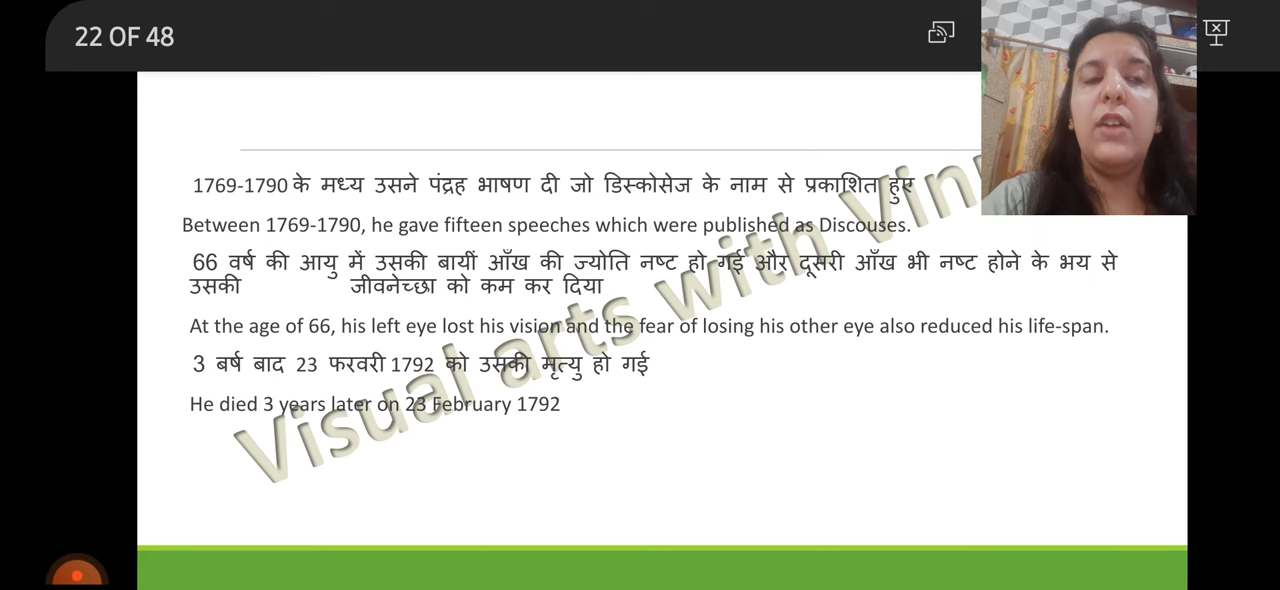 22 OF 48
1769-1790 के मध्य उसने पंद्रह भाषण दी जो डिस्कोसेज के नाम से प्रकाशित हुए
Between 1769-1790, he gave fifteen speeches which were published as Discouses.
66 वर्ष की आयु में उसकी बायीं आँख की ज्योति नष्ट हो गई और दूसरी आँख भी नष्ट होने के भय से
उसकी जीवनेच्छा को कम कर दिया
At the age of 66, his left eye lost his vision and the fear of losing his other eye also reduced his life-span.
3 बर्ष बाद 23 फरवरी 1792 को उसकी मृत्यु हो गई
He died 3 years later on 23 February 1792
Visual arts with